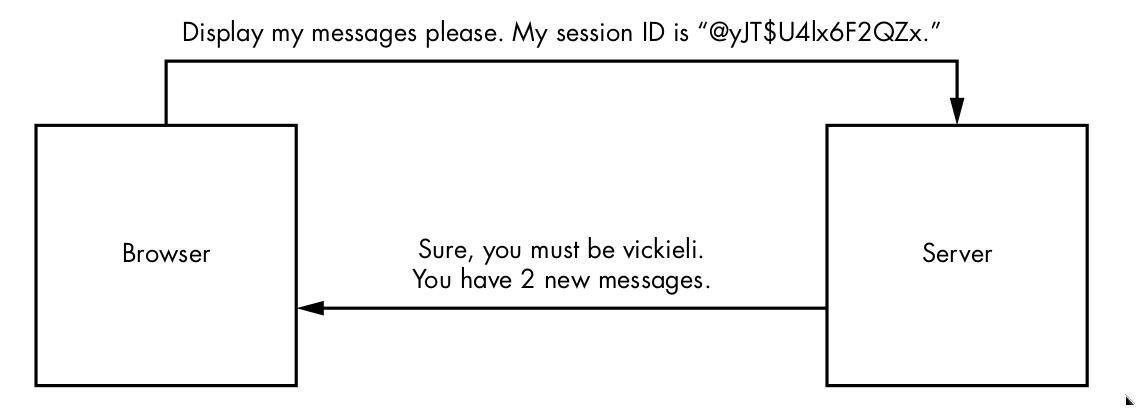 Display my messages please. My session ID is “@yJT$U4lx6F2QZx.”
Browser
Sure, you must be vickieli.
You have 2 new messages.
Server